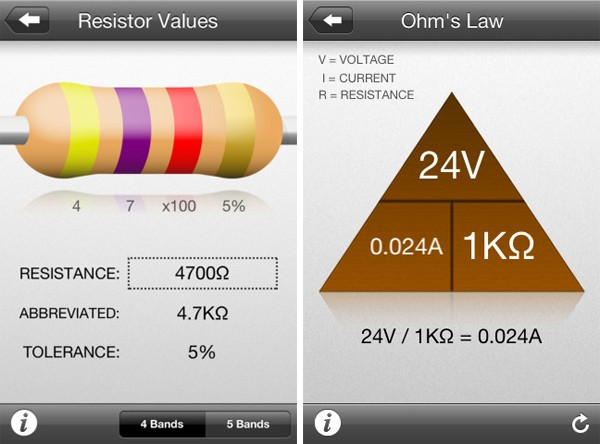 Resistor Values
4 7 x100 5%
RESISTANCE: 4700Ω
ABBREVIATED: 4.7KΩ
TOLERANCE: 5%
i 4 Bands 5 Bands
Ohm's Law
V = VOLTAGE
I = CURRENT
R = RESISTANCE
24V
0.024A 1KΩ
24V / 1KΩ = 0.024A
i